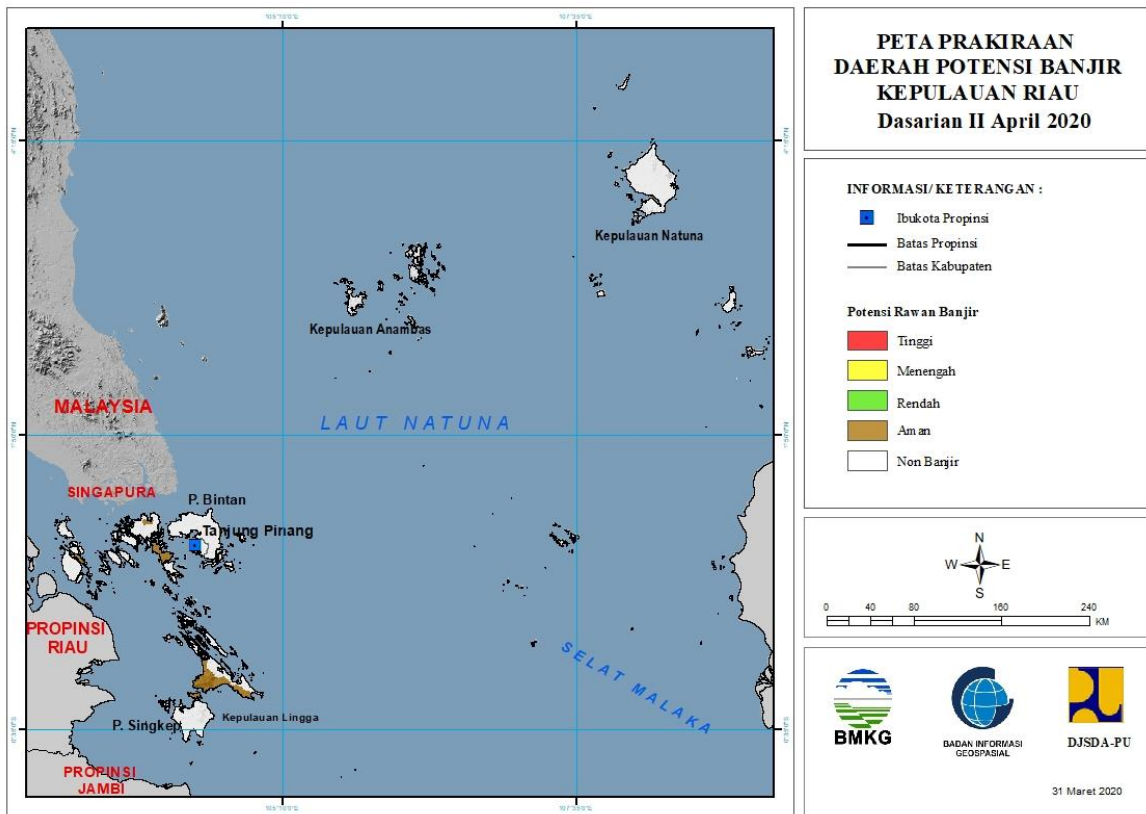 PETA PRAKIRAAN
DAERAH POTENSI BANJIR
KEPULAUAN RIAU
Dasarian II April 2020
INFORMASI/KETERANGAN :
Ibukota Propinsi
Batas Propinsi
Batas Kabupaten
Potensi Rawan Banjir
Tinggi
Menengah
Rendah
Aman
Non Banjir
N
W E
S
0 40 80 160 240
KM
BMKG
BADAN INFORMASI
GEOSPASIAL
PU
DJSDA-PU
31 Maret 2020
Kepulauan Natuna
Kepulauan Anambas
MALAYSIA
LAUT NATUNA
SINGAPURA
P. Bintan
Tanjung Pinang
PROPINSI
RIAU
SELAT MALAKA
Kepulauan Lingga
P. Singkep
PROPINSI
JAMBI